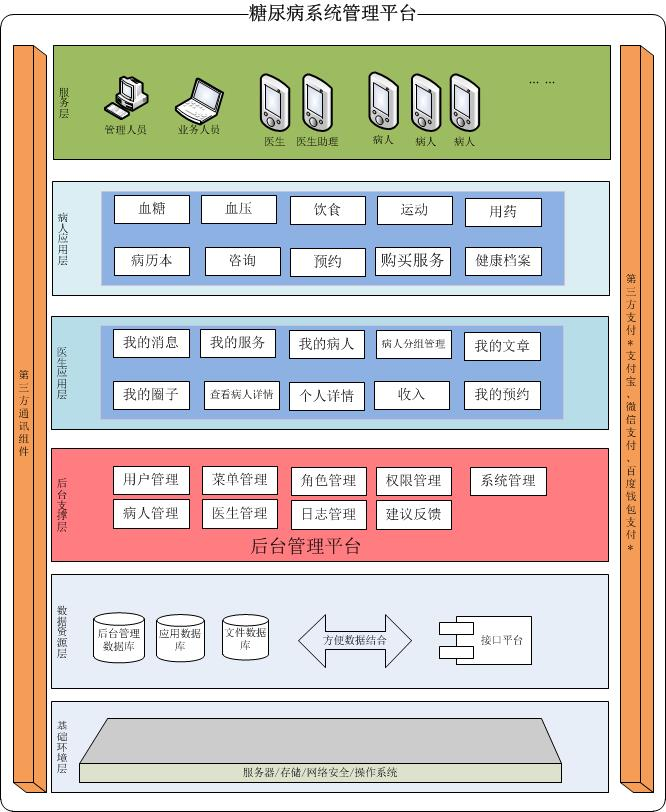 糖尿病系统管理平台
服务层
管理人员
业务人员
医生
医生助理
病人
病人
病人
... ...
病人应用层
血糖
血压
饮食
运动
用药
病历本
咨询
预约
购买服务
健康档案
医生应用层
我的消息
我的服务
我的病人
病人分组管理
我的文章
我的圈子
查看病人详情
个人详情
收入
我的预约
后台支撑层
用户管理
菜单管理
角色管理
权限管理
系统管理
病人管理
医生管理
日志管理
建议反馈
后台管理平台
数据资源层
后台管理
数据库
应用数据
库
文件数据
库
方便数据结合
接口平台
基础环境层
服务器/存储/网络安全/操作系统
第三方通讯组件
第三方支付*支付宝、微信支付、百度钱包支付*